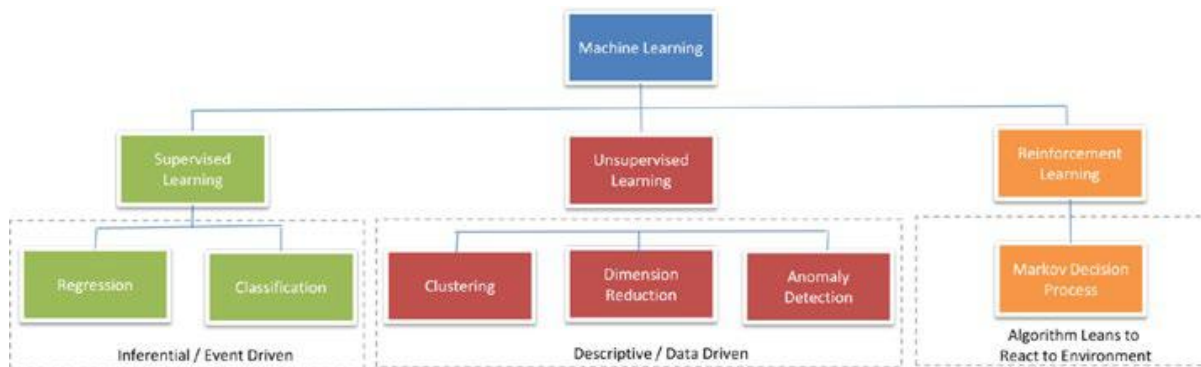 Machine Learning
Supervised
Learning
Unsupervised
Learning
Reinforcement
Learning
Regression
Classification
Clustering
Dimension
Reduction
Anomaly
Detection
Markov Decision
Process
Inferential / Event Driven
Descriptive / Data Driven
Algorithm Leans to
React to Environment